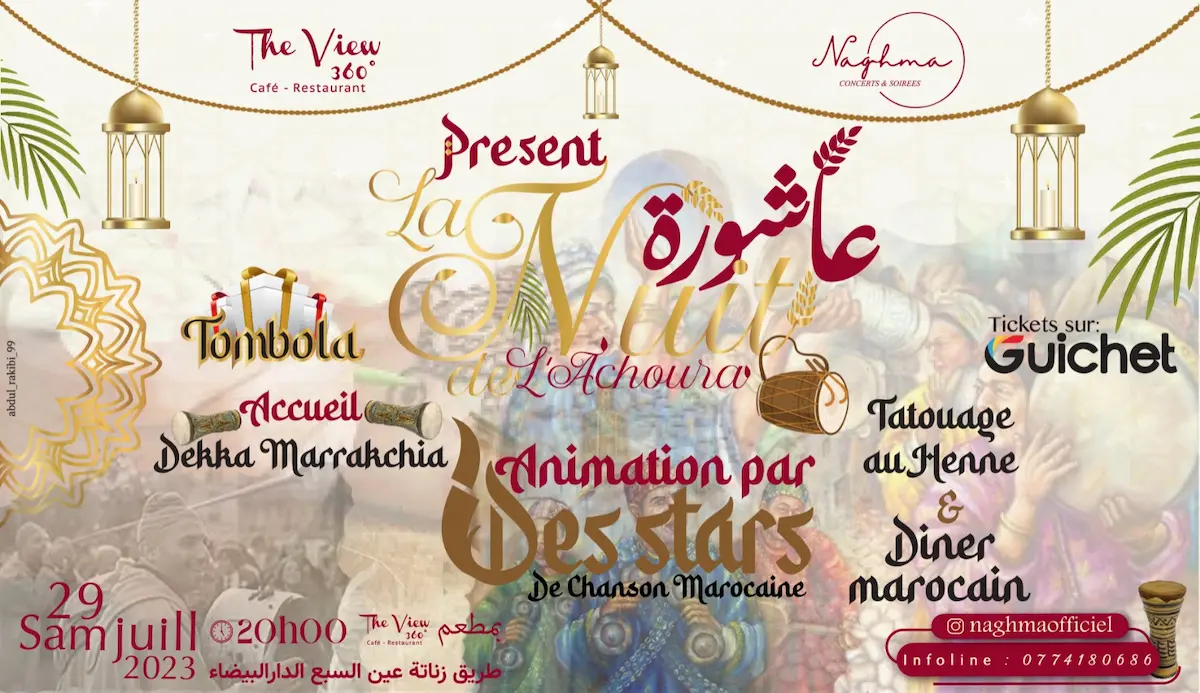 The View
360°
Café - Restaurant
Naghma
CONCERTS & SOIREES
Present
La Nuit
عاشورة
de L'Achoura
Tombola
Tickets sur:
Guichet
Accueil
Dekka Marrakchia
Animation par
Des stars
De Chanson Marocaine
Tatouage
au Henne
&
Diner
marocain
abdul_rakibi_99
29
Sam juill
2023
20h00
بمطعم The View
360°
Café - Restaurant
طريق زناتة عين السبع الدارالبيضاء
naghmaofficiel
Infoline : 0774180686